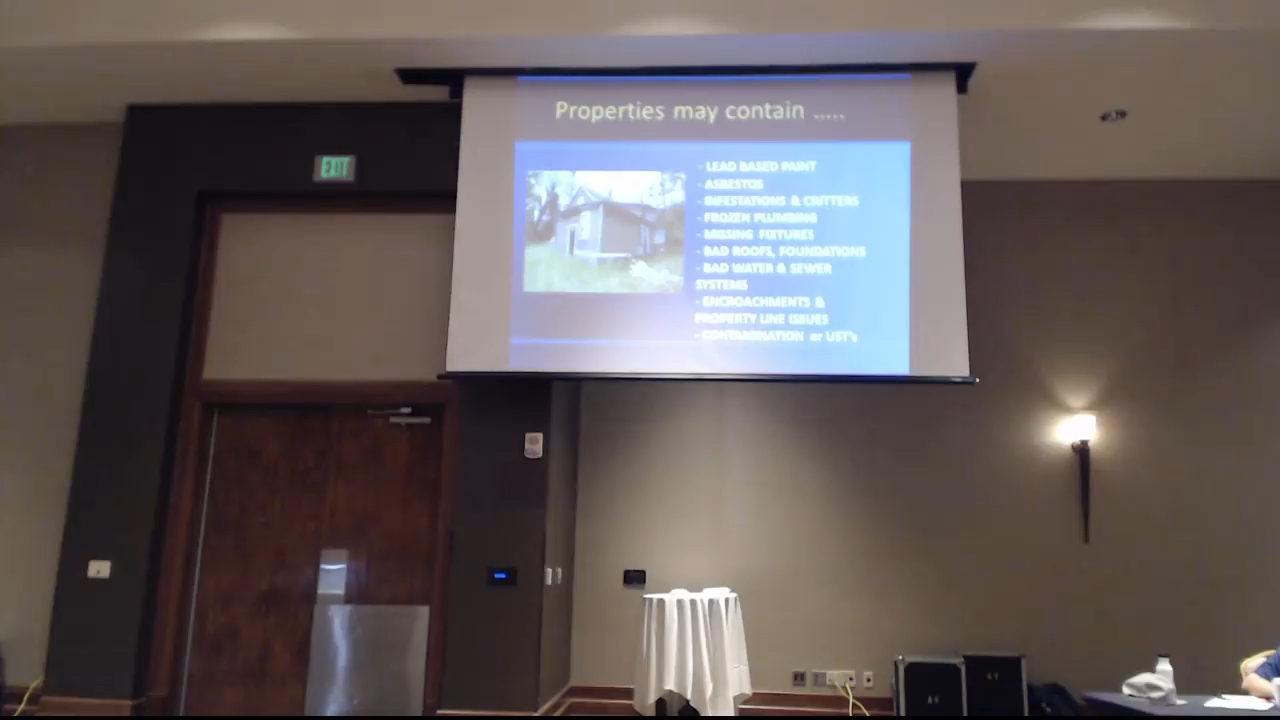 Properties may contain .....
EXIT
- LEAD BASED PAINT
- ASBESTOS
- INFESTATIONS & CRITTERS
- FROZEN PLUMBING
- MISSING FIXTURES
- BAD ROOFS, FOUNDATIONS
- BAD WATER & SEWER
SYSTEMS
- ENCROACHMENTS &
PROPERTY LINE ISSUES
- CONTAMINATION or UST's